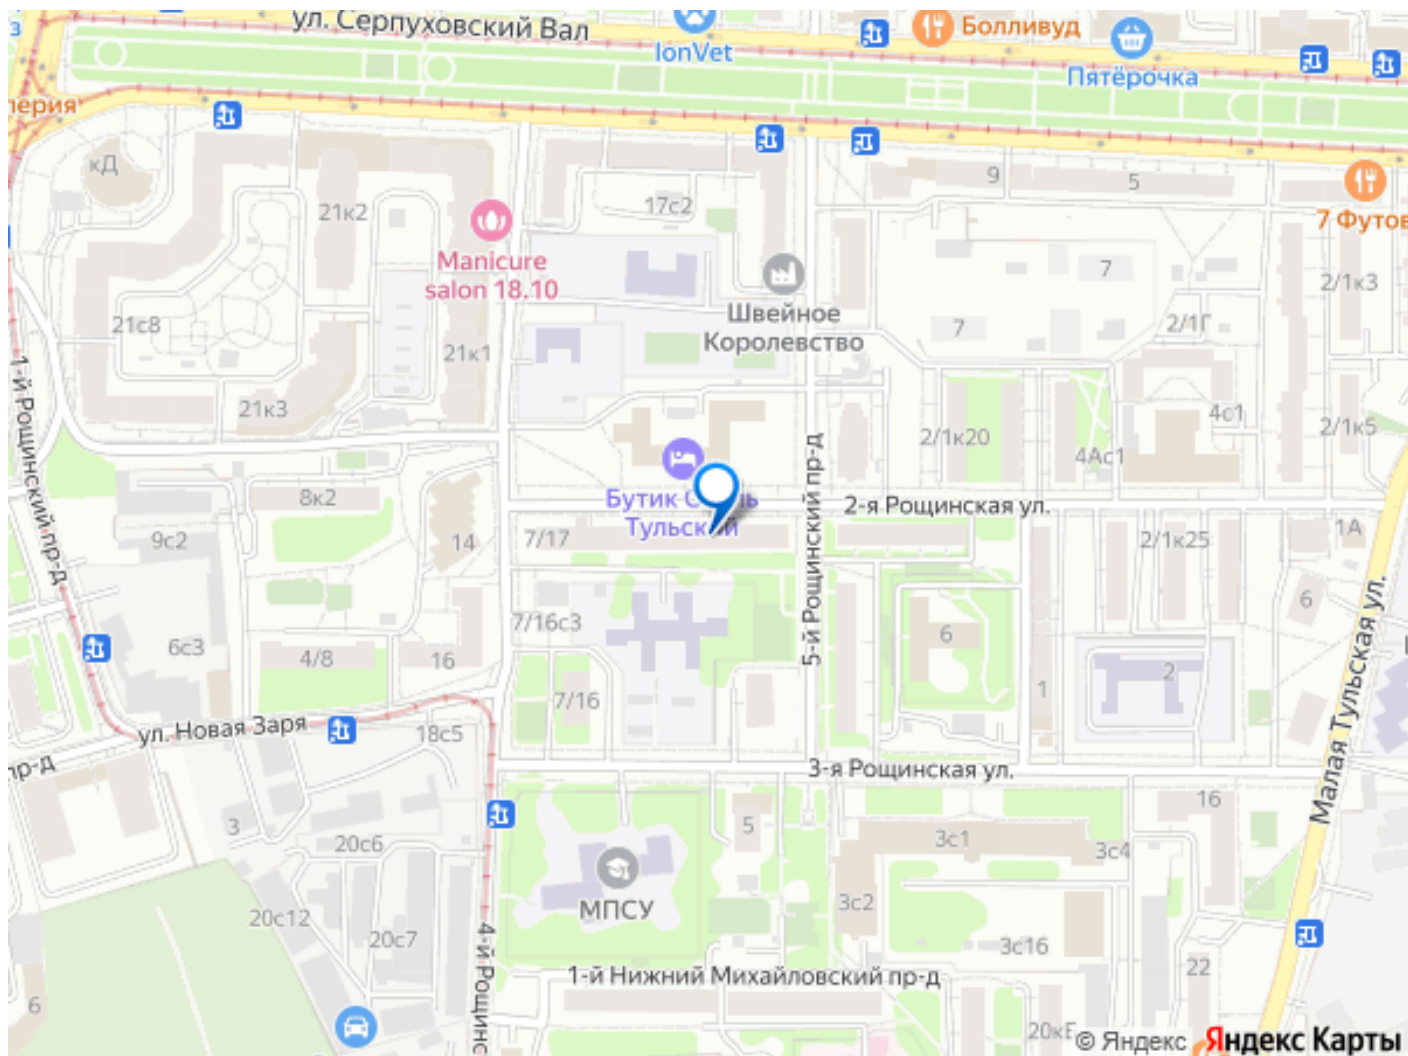 ул. Серпуховский Вал
3
IonVet
Болливуд
Пятёрочка
перия
кД
21к2
17с2
9
5
7 Футов
Manicure
salon 18.10
Швейное
Королевство
7
2/1к3
21с8
7
2/1Г
21к1
1-й Рощинский пр-д
21к3
2/1к20
4с1
2/1к5
4Ас1
5-й Рощинский пр-д
8к2
Бутик Отель
Тульский
2-я Рощинская ул.
9с2
14
7/17
2/1к25
1А
6
7/16с3
6
Малая Тульская ул.
6с3
4/8
16
2
7/16
1
ул. Новая Заря
18с5
пр-д
3-я Рощинская ул.
3
20с6
5
16
3с1
3с4
МПСУ
3с2
20с12
20с7
3с16
4-й Рощинс
1-й Нижний Михайловский пр-д
22
6
20кЕ
© Яндекс Яндекс Карты